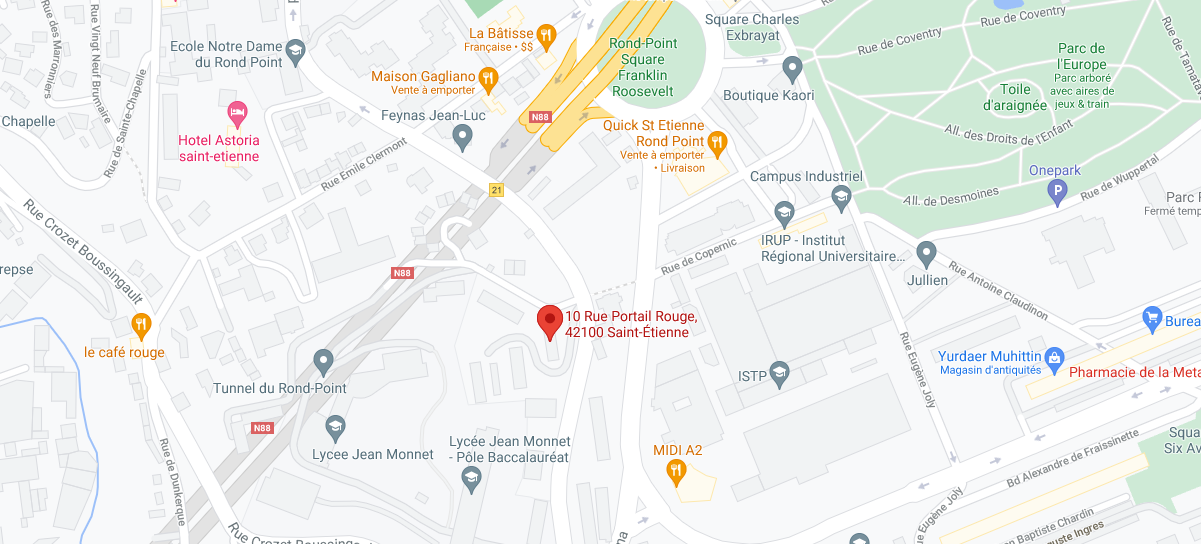 La Bâtisse
Française • $$
Square Charles
Exbrayat
Rue de Coventry
Rue de Coventry
Ecole Notre Dame
du Rond Point
Rond-Point
Square
Franklin
Roosevelt
Parc de
l'Europe
Parc arboré
avec aires de
jeux & train
Rue des Marronniers
Rue Vingt Neuf Brumaire
Maison Gagliano
Vente à emporter
Toile
d'araignée
Boutique Kaori
Feynas Jean-Luc
N88
Chapelle
Rue de Sainte-Chapelle
Hotel Astoria
saint-etienne
Quick St Etienne
Rond Point
Vente à emporter
• Livraison
All. des Droits de l'Enfant
Rue Emile Clermont
Campus Industriel
Onepark
Rue de Wuppertal
21
All. de Desmoines
Parc F
Fermé temp
Rue Crozet Boussingault
IRUP - Institut
Régional Universitaire...
Rue de Copernic
repse
N88
Jullien
Rue Antoine Claudinon
10 Rue Portail Rouge,
42100 Saint-Étienne
Burea
le café rouge
Yurdaer Muhittin
Magasin d'antiquités
Rue Eugène Joly
Pharmacie de la Meta
Tunnel du Rond-Point
ISTP
N88
Lycee Jean Monnet
Lycée Jean Monnet
- Pôle Baccalauréat
MIDI A2
Squa
Six Av
Bd Alexandre de Fraissinette
Rue de Dunkerque
Rue Eugène Joly
Jean Baptiste Chardin
guste Ingres
Rue Crozet Boussingault
na